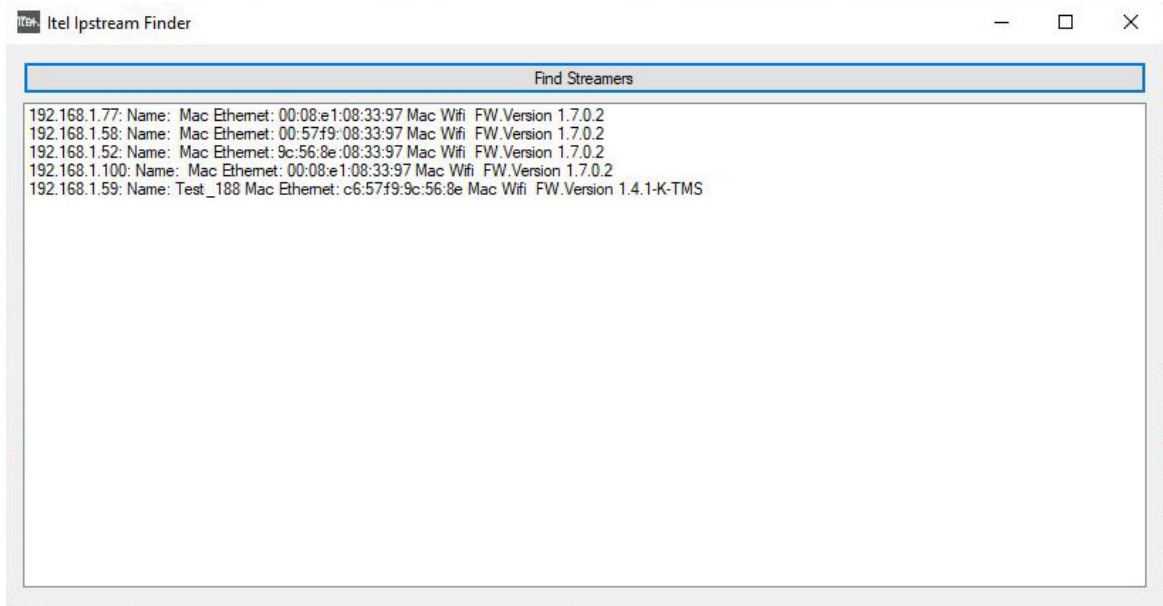 Itel Ipstream Finder
Find Streamers
192.168.1.77: Name:  Mac Ethernet: 00:08:e1:08:33:97 Mac Wifi  FW.Version 1.7.0.2
192.168.1.58: Name:  Mac Ethernet: 00:57:f9:08:33:97 Mac Wifi  FW.Version 1.7.0.2
192.168.1.52: Name:  Mac Ethernet: 9c:56:8e:08:33:97 Mac Wifi  FW.Version 1.7.0.2
192.168.1.100: Name:  Mac Ethernet: 00:08:e1:08:33:97 Mac Wifi  FW.Version 1.7.0.2
192.168.1.59: Name: Test_188 Mac Ethernet: c6:57:f9:9c:56:8e Mac Wifi  FW.Version 1.4.1-K-TMS